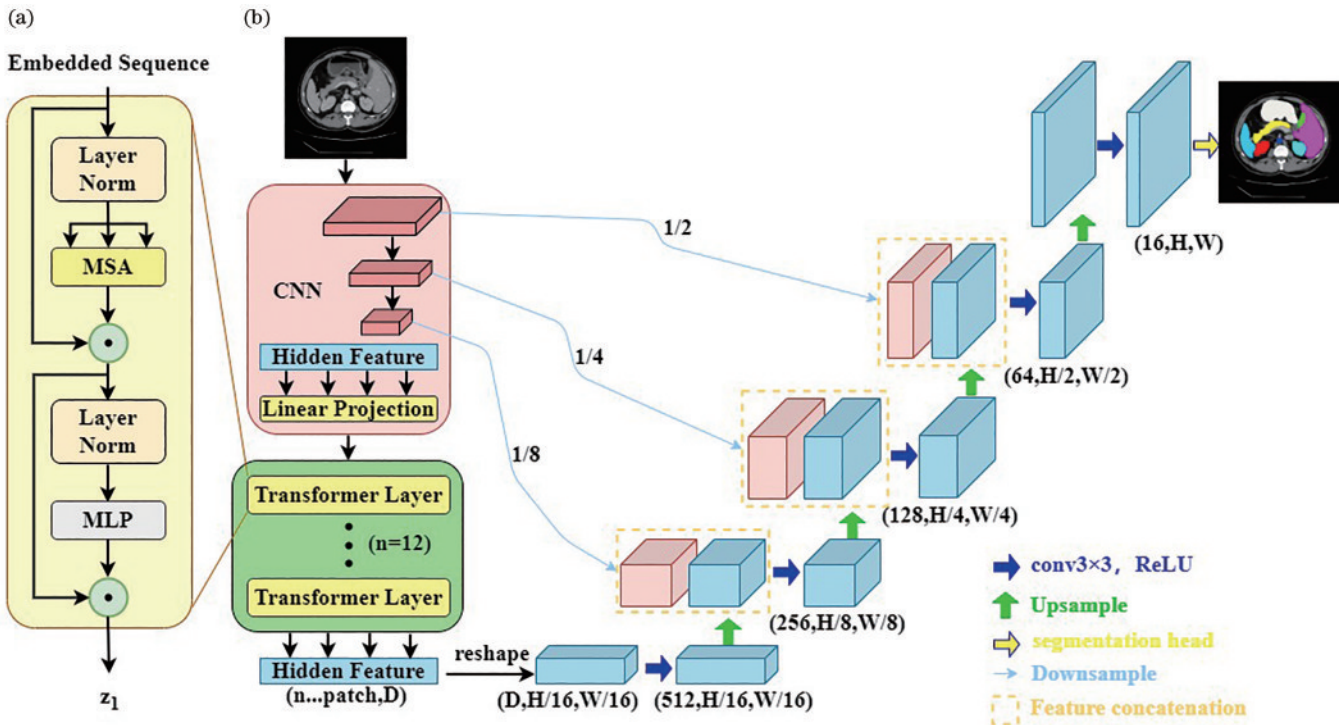 (a)
Embedded Sequence
Layer
Norm
MSA
Layer
Norm
MLP
z1
(b)
CNN
Hidden Feature
Linear Projection
Transformer Layer
(n=12)
Transformer Layer
Hidden Feature
(n...patch,D)
reshape
1/2
1/4
1/8
(D,H/16,W/16)
(512,H/16,W/16)
(256,H/8,W/8)
(128,H/4,W/4)
(64,H/2,W/2)
(16,H,W)
conv3×3, ReLU
Upsample
segmentation head
Downsample
Feature concatenation